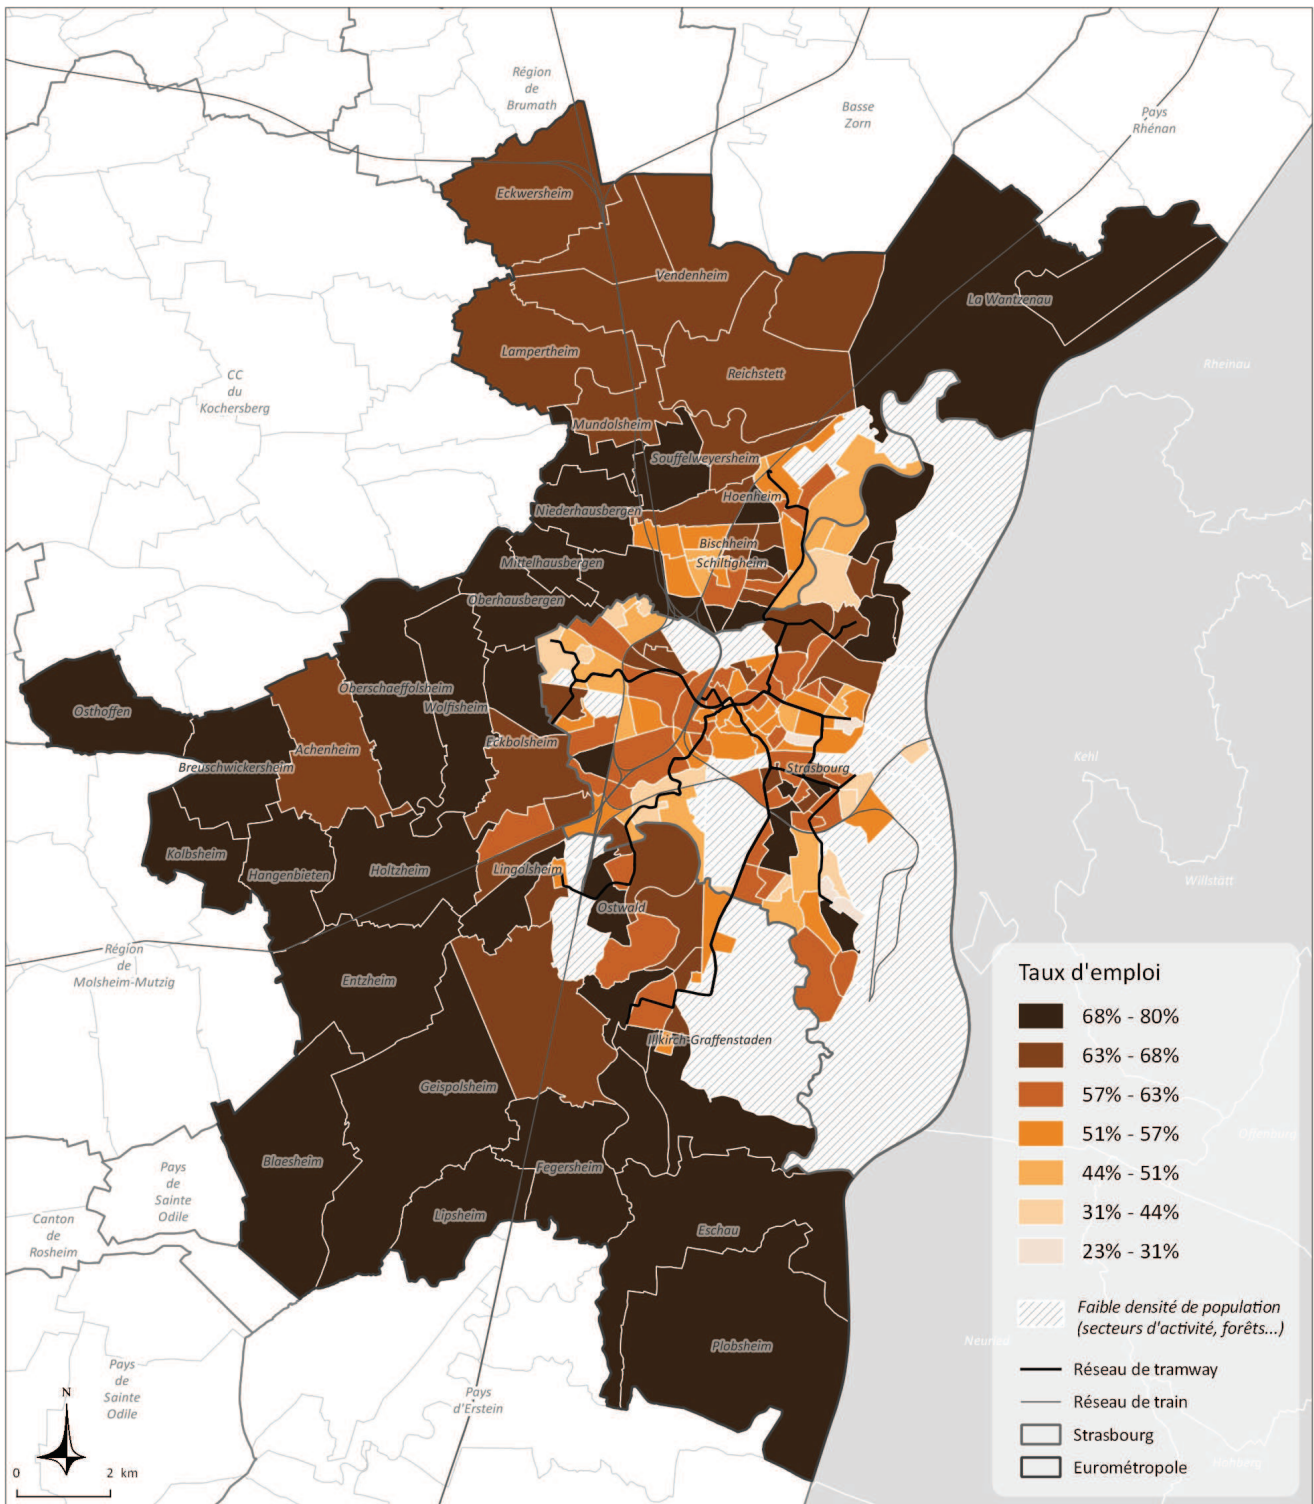 Région
de
Brumath
Basse
Zorn
Pays
Rhénan
Eckwersheim
Vendenheim
La Wantzenau
Lampertheim
Reichstett
Rheinau
CC
du
Kochersberg
Mundolsheim
Souffelweyersheim
Hoenheim
Niederhausbergen
Bischheim
Mittelhausbergen
Schiltigheim
Oberhausbergen
Oberschaeffolsheim
Wolfisheim
Osthoffen
Eckbolsheim
Achenheim
Breuschwickersheim
Strasbourg
Kehl
Kolbsheim
Hangenbieten
Holtzheim
Lingolsheim
Willstätt
Ostwald
Région
de
Molsheim-Mutzig
Entzheim
Illkirch-Graffenstaden
Geispolsheim
Blaesheim
Fegersheim
Pays
de
Sainte
Odile
Canton
de
Rosheim
Lipsheim
Eschau
Plobsheim
Pays
de
Sainte
Odile
Pays
d'Erstein
Offenburg
Neuried
Hohberg
Taux d'emploi
68% - 80%
63% - 68%
57% - 63%
51% - 57%
44% - 51%
31% - 44%
23% - 31%
Faible densité de population
(secteurs d'activité, forêts...)
Réseau de tramway
Réseau de train
Strasbourg
Eurométropole
N
0 2 km